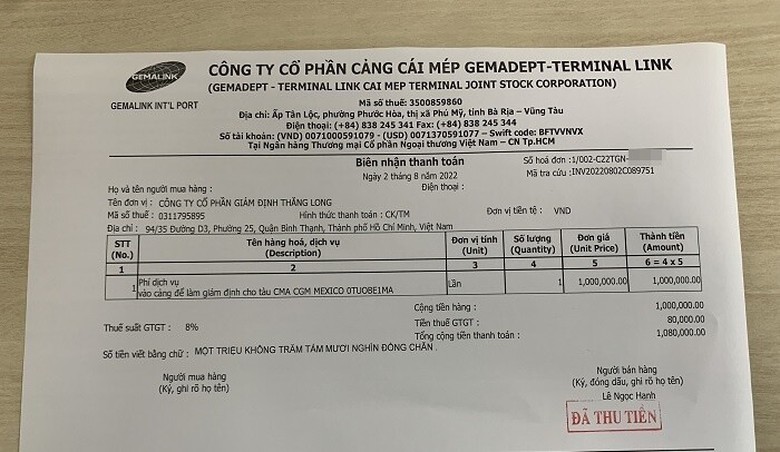 GEMALINK
GEMALINK INT'L PORT
CÔNG TY CỔ PHẦN CẢNG CÁI MÉP GEMADEPT-TERMINAL LINK
(GEMADEPT - TERMINAL LINK CAI MEP TERMINAL JOINT STOCK CORPORATION)
Mã số thuế: 3500859860
Địa chỉ: Ấp Tân Lộc, phường Phước Hòa, thị xã Phú Mỹ, tỉnh Bà Rịa – Vũng Tàu
Điện thoại: (+84) 838 245 341 Fax: (+84) 838 245 344
Số tài khoản: (VND) 0071000591079 - (USD) 0071370591077 – Swift code: BFTVVNVX
Tại Ngân hàng Thương mại Cổ phần Ngoại thương Việt Nam – CN Tp.HCM
Biên nhận thanh toán
Số hoá đơn :1/002-C22TGN-
Ngày 2 tháng 8 năm 2022
Mã tra cứu :INV20220802C089751
Họ và tên người mua hàng :
Điện thoại :
Tên đơn vị : CÔNG TY CỔ PHẦN GIÁM ĐỊNH THĂNG LONG
Mã số thuế : 0311795895
Hình thức thanh toán : CK/TM
Đơn vị tiền tệ : VND
Địa chỉ : 94/35 Đường D3, Phường 25, Quận Bình Thạnh, Thành phố Hồ Chí Minh, Việt Nam
STT (No.)
Tên hàng hoá, dịch vụ (Description)
Đơn vị tính (Unit)
Số lượng (Quantity)
Đơn giá (Unit Price)
Thành tiền (Amount)
1 2 3 4 5 6 = 4 x 5
1 Phí dịch vụ Lần 1 1,000,000.00 1,000,000.00
vào cảng để làm giám định cho tàu CMA CGM MEXICO 0TUO8E1MA
Cộng tiền hàng : 1,000,000.00
Thuế suất GTGT : 8% Tiền thuế GTGT : 80,000.00
Tổng cộng tiền thanh toán : 1,080,000.00
Số tiền viết bằng chữ : MỘT TRIỆU KHÔNG TRĂM TÁM MƯƠI NGHÌN ĐỒNG CHẴN .
Người mua hàng
(Ký, ghi rõ họ tên)
Người bán hàng
(Ký, đóng dấu, ghi rõ họ tên)
Lê Ngọc Hạnh
ĐÃ THU TIỀN